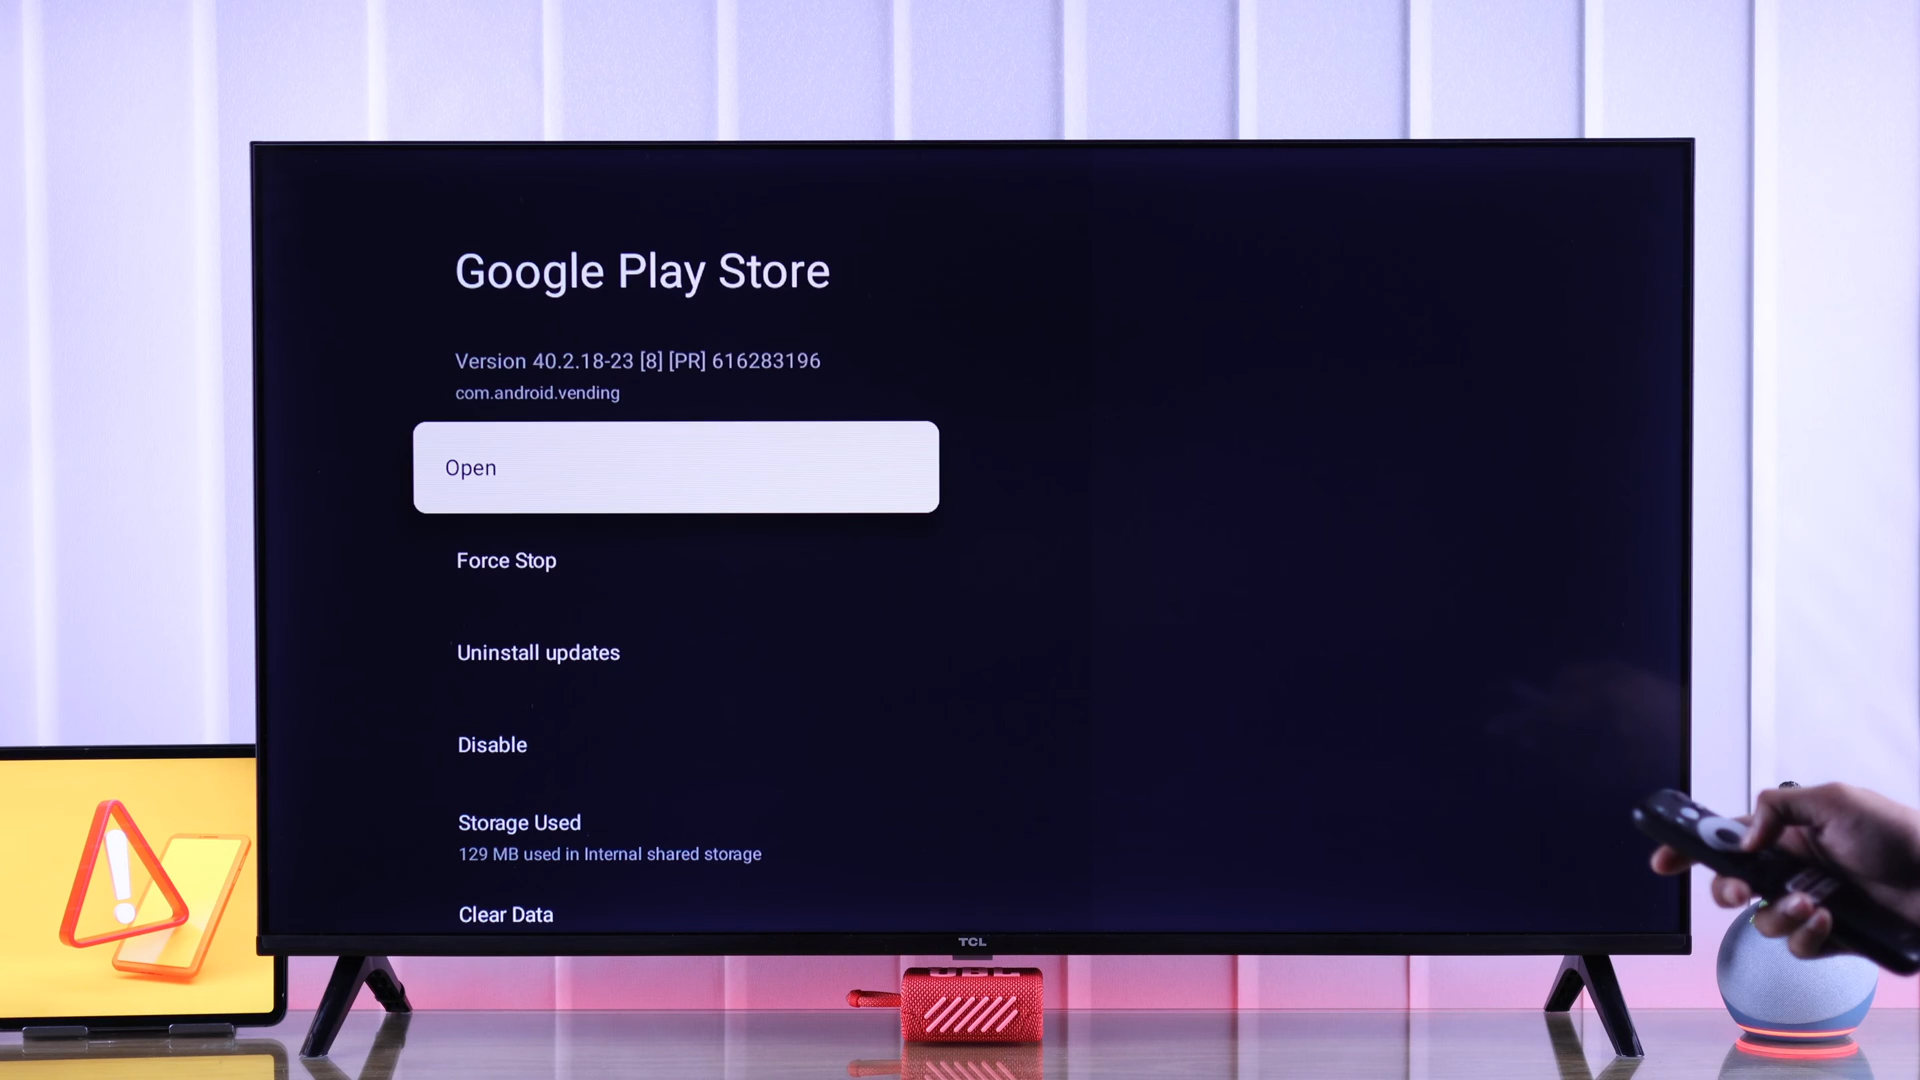 Google Play Store
Version 40.2.18-23 [8] [PR] 616283196
com.android.vending
Open
Force Stop
Uninstall updates
Disable
Storage Used
129 MB used in Internal shared storage
Clear Data
TCL
JBL